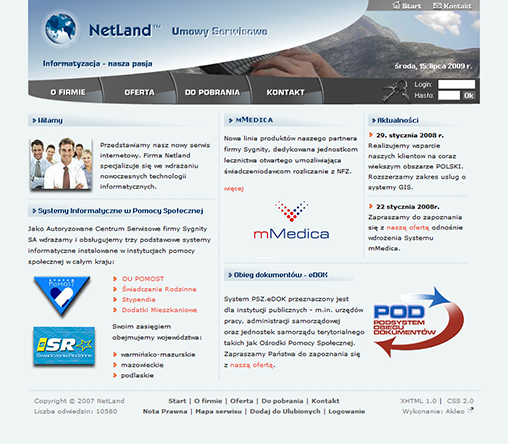 Start Kontakt
NetLand™ Umowy Serwisowe
Informatyzacja - nasza pasja
środa, 15 lipca 2009 r.
O FIRMIE OFERTA DO POBRANIA KONTAKT
Login:
Hasło: Ok
Witamy
Przedstawiamy nasz nowy serwis
internetowy. Firma Netland
specjalizuje się we wdrażaniu
nowoczesnych technologii
informatycznych.
Systemy Informatyczne w Pomocy Społecznej
Jako Autoryzowane Centrum Serwisowe firmy Sygnity
SA wdrażamy i obsługujemy trzy podstawowe systemy
informatyczne instalowane w instytucjach pomocy
społecznej w całym kraju:
POMOST
OU POMOST
Świadczenia Rodzinne
Stypendia
Dodatki Mieszkaniowe
SR
Świadczenia Rodzinne
Swoim zasięgiem
obejmujemy województwa:
warmińsko-mazurskie
mazowieckie
podlaskie
mMEDICA
Nowa linia produktów naszego partnera
firmy Sygnity, dedykowana jednostkom
lecznictwa otwartego umożliwiająca
świadczeniodawcom rozliczanie z NFZ.
więcej
mMedica
Obieg dokumentów - eDOK
System PSZ.eDOK przeznaczony jest
dla instytucji publicznych - m.in. urzędów
pracy, administracji samorządowej
oraz jednostek samorządu terytorialnego
takich jak Ośrodki Pomocy Społecznej.
Zapraszamy Państwa do zapoznania się
z naszą ofertą.
POD
PODSYSTEM
OBIEGU
DOKUMENTÓW
Aktualności
29. stycznia 2008 r.
Realizujemy wsparcie
naszych klientow na coraz
wiekszym obszarze POLSKI.
Rozszerzamy zakres uslug o
systemy GIS.
22 stycznia 2008r.
Zapraszamy do zapoznania
się z naszą ofertą odnośnie
wdrożenia Systemu
mMedica.
Copyright © 2007 NetLand
Liczba odwiedzin: 10580
Start | O firmie | Oferta | Do pobrania | Kontakt
Nota Prawna | Mapa serwisu | Dodaj do Ulubionych | Logowanie
XHTML 1.0 | CSS 2.0
Wykonanie: Akleo